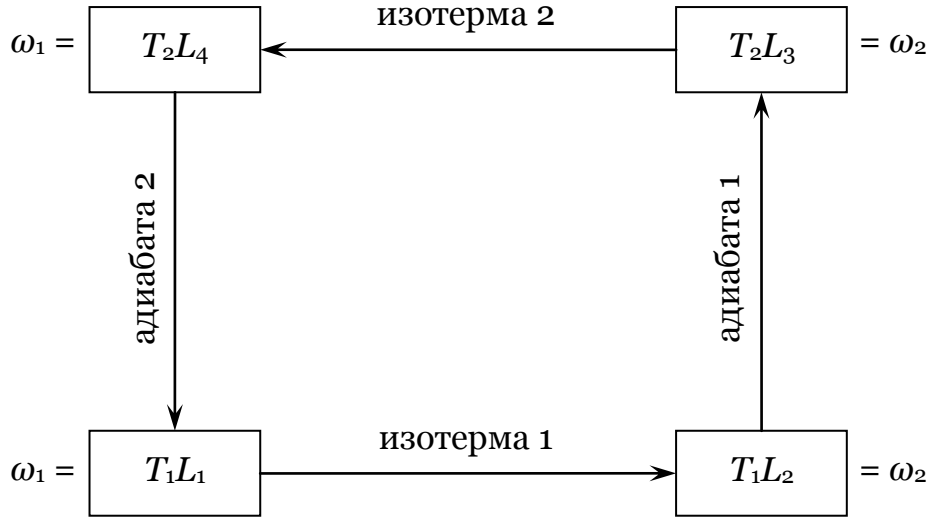 изотерма 2
ω₁ = T₂L₄ T₂L₃ = ω₂
адиабата 2
адиабата 1
изотерма 1
ω₁ = T₁L₁ T₁L₂ = ω₂